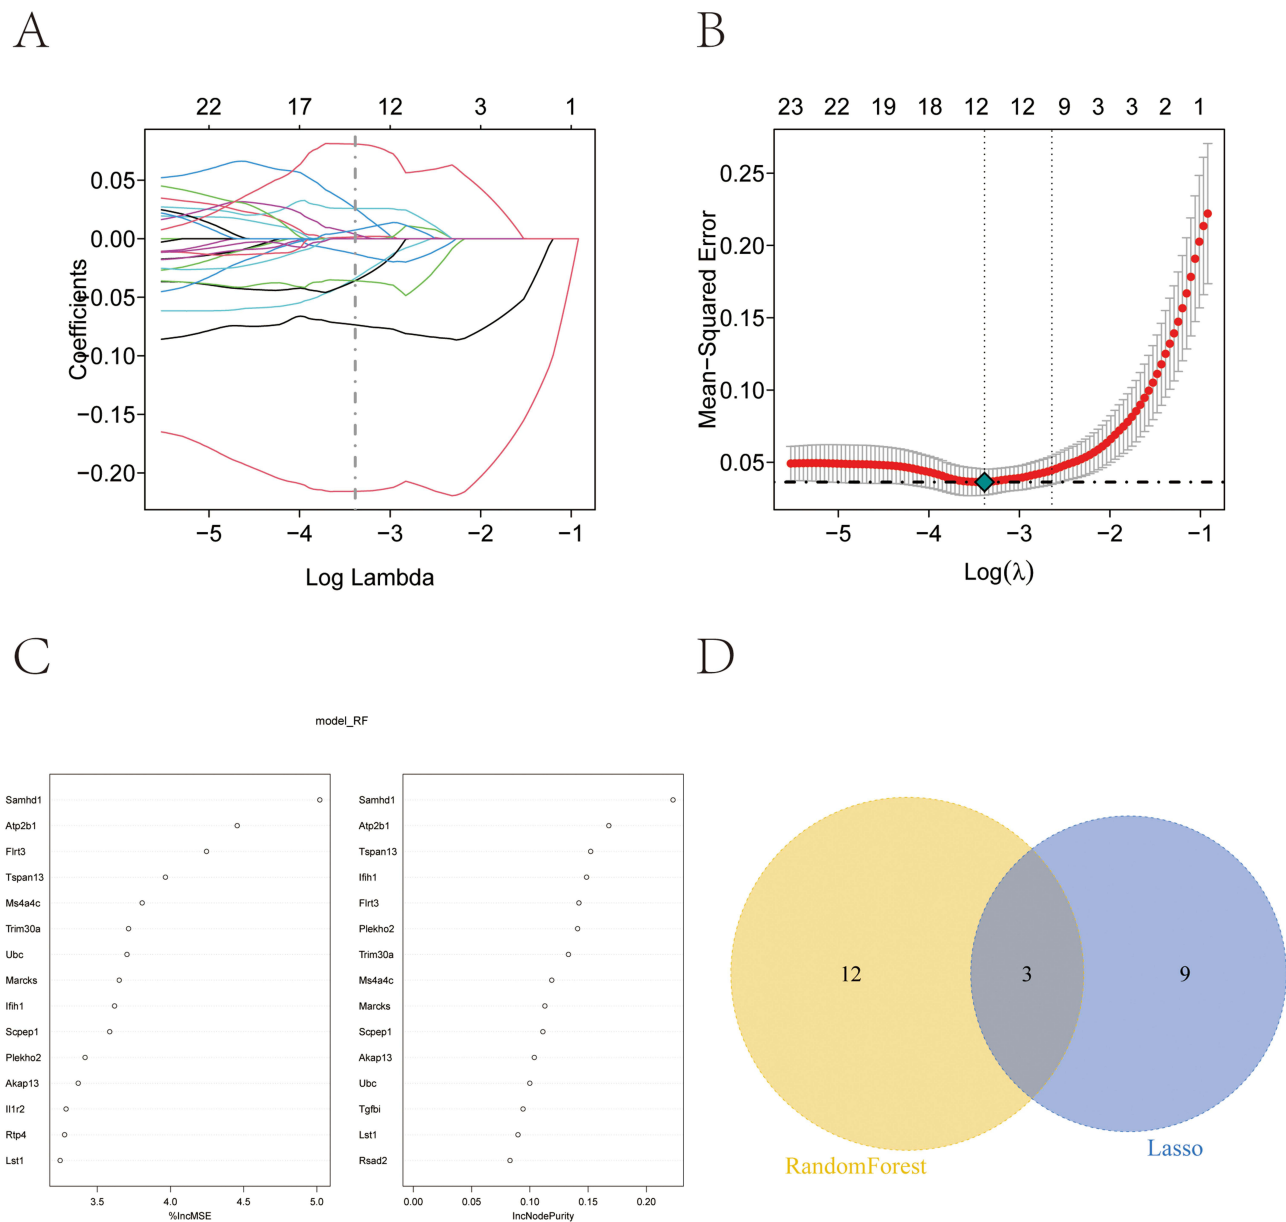 A
22 17 12 3 1
0.05
0.00
−0.05
−0.10
−0.15
−0.20
Coefficients
−5 −4 −3 −2 −1
Log Lambda
B
23 22 19 18 12 12 9 3 3 2 1
0.25
0.20
0.15
0.10
0.05
Mean−Squared Error
−5 −4 −3 −2 −1
Log(λ)
C
model_RF
Samhd1
Atp2b1
Flrt3
Tspan13
Ms4a4c
Trim30a
Ubc
Marcks
Ifih1
Scpep1
Plekho2
Akap13
Il1r2
Rtp4
Lst1
3.5 4.0 4.5 5.0
%IncMSE
Samhd1
Atp2b1
Tspan13
Ifih1
Flrt3
Plekho2
Trim30a
Ms4a4c
Marcks
Scpep1
Akap13
Ubc
Tgfbi
Lst1
Rsad2
0.00 0.05 0.10 0.15 0.20
IncNodePurity
D
12 3 9
RandomForest
Lasso